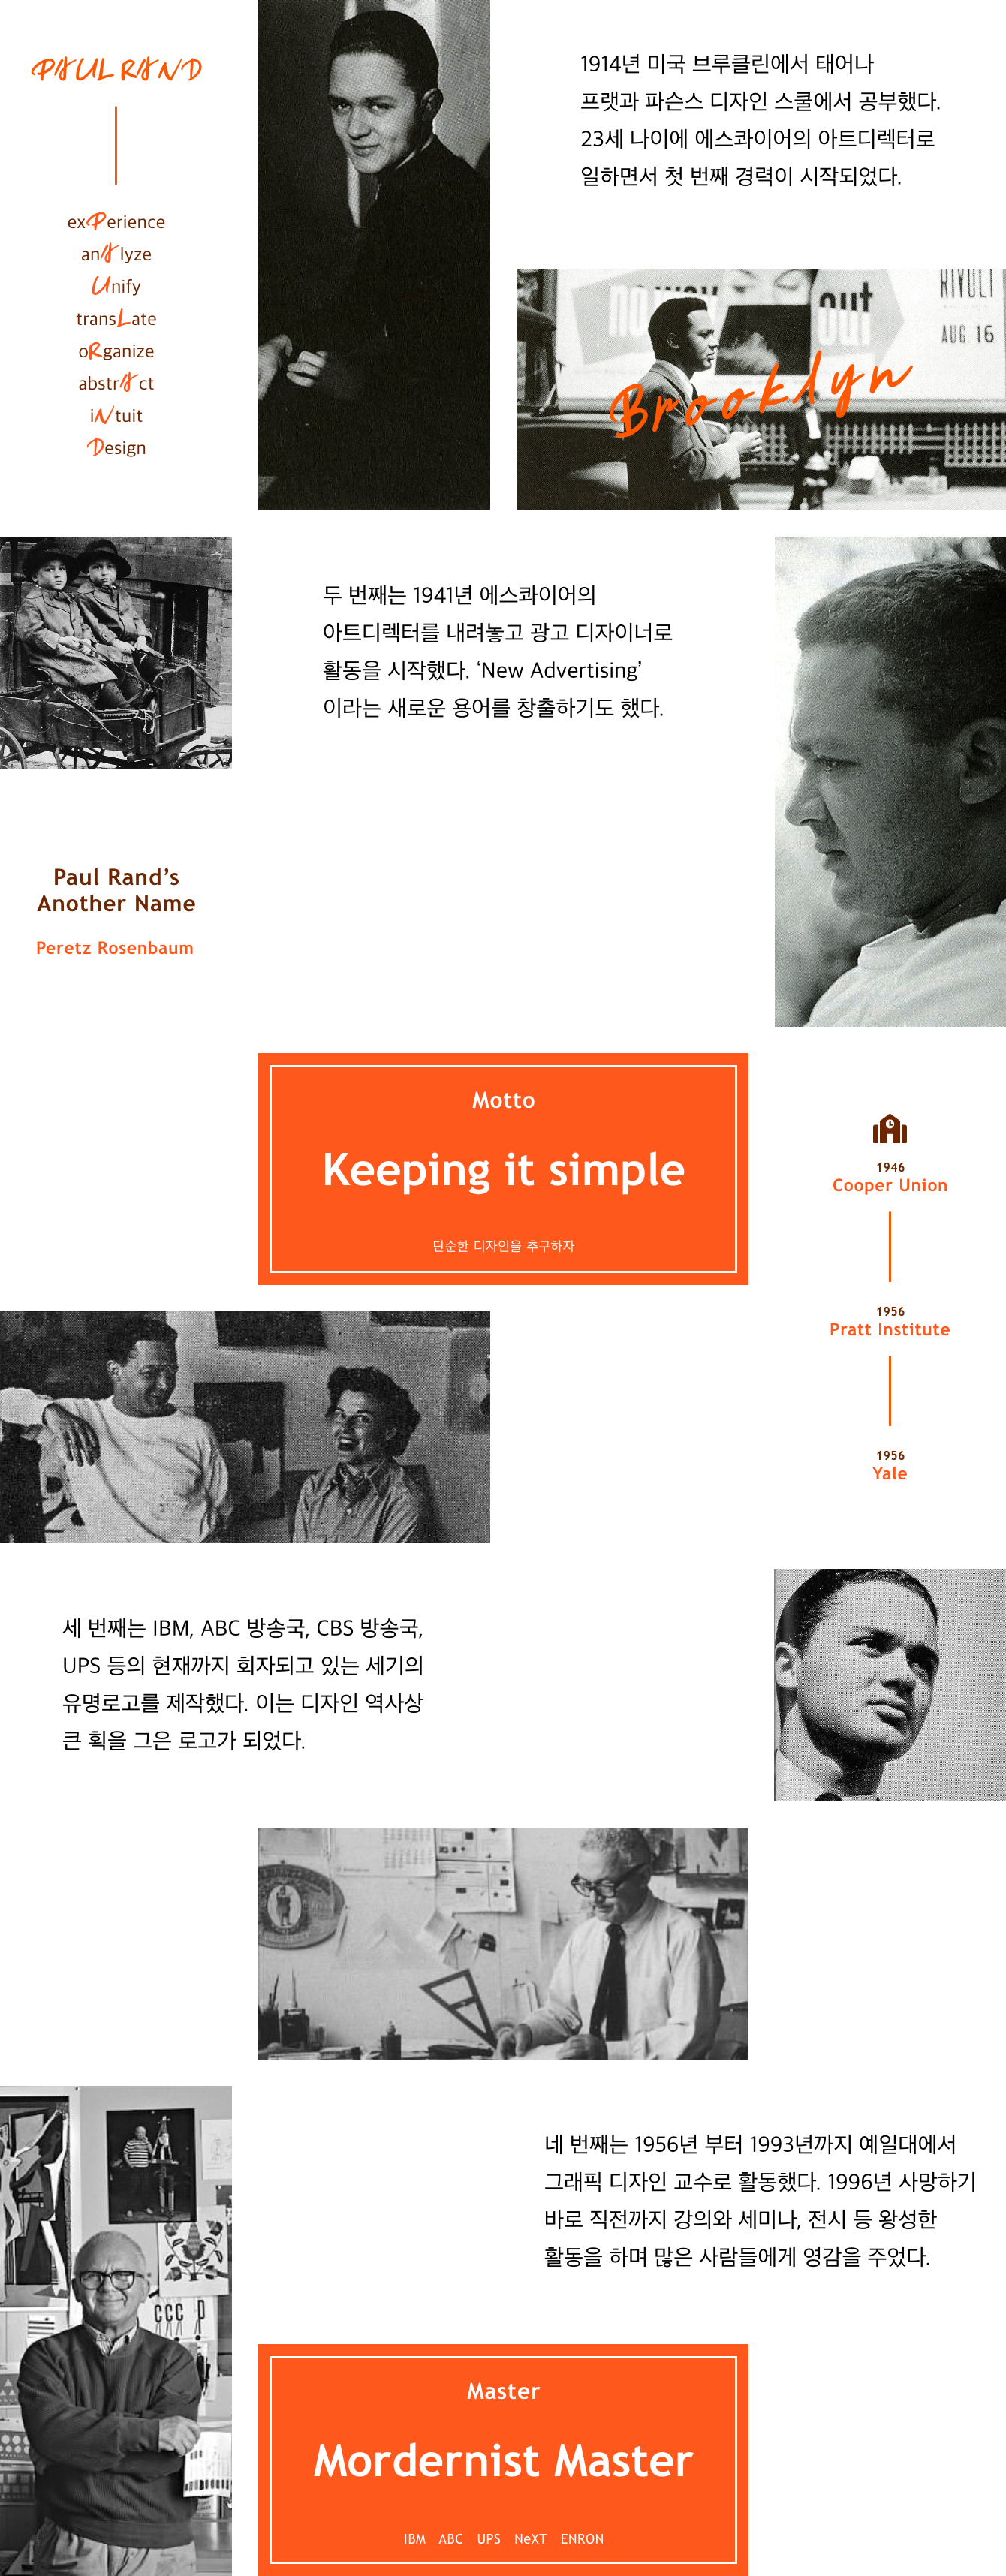 PAUL RAND
exPerience
anAlyze
Unify
transLate
oRganize
abstrAct
iNtuit
Design
1914년 미국 브루클린에서 태어나
프랫과 파슨스 디자인 스쿨에서 공부했다.
23세 나이에 에스콰이어의 아트디렉터로
일하면서 첫 번째 경력이 시작되었다.
no way out
RIVOLI
AUG. 16
Brooklyn
두 번째는 1941년 에스콰이어의
아트디렉터를 내려놓고 광고 디자이너로
활동을 시작했다. ‘New Advertising’
이라는 새로운 용어를 창출하기도 했다.
Paul Rand’s
Another Name
Peretz Rosenbaum
Motto
Keeping it simple
단순한 디자인을 추구하자
1946
Cooper Union
1956
Pratt Institute
1956
Yale
세 번째는 IBM, ABC 방송국, CBS 방송국,
UPS 등의 현재까지 회자되고 있는 세기의
유명로고를 제작했다. 이는 디자인 역사상
큰 획을 그은 로고가 되었다.
네 번째는 1956년 부터 1993년까지 예일대에서
그래픽 디자인 교수로 활동했다. 1996년 사망하기
바로 직전까지 강의와 세미나, 전시 등 왕성한
활동을 하며 많은 사람들에게 영감을 주었다.
Master
Mordernist Master
IBM ABC UPS NeXT ENRON